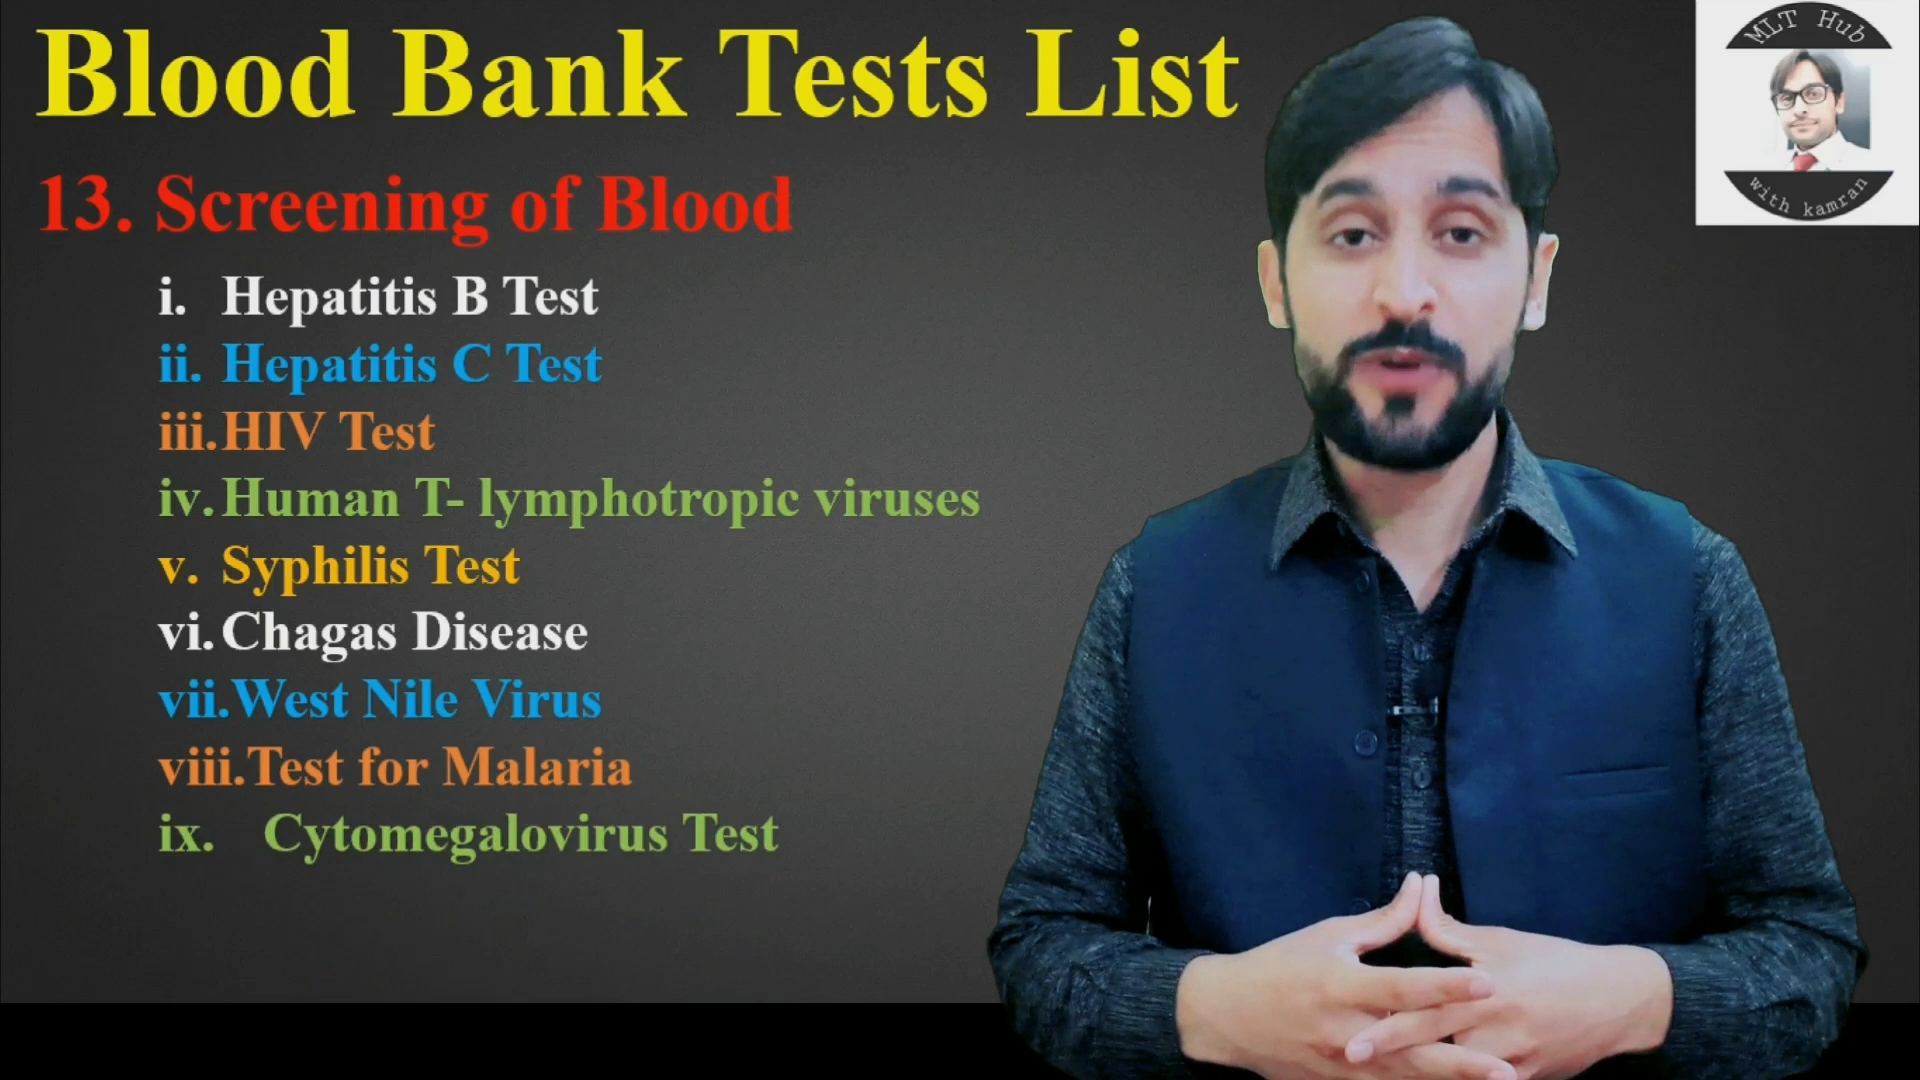 Blood Bank Tests List
13. Screening of Blood
i. Hepatitis B Test
ii. Hepatitis C Test
iii. HIV Test
iv. Human T- lymphotropic viruses
v. Syphilis Test
vi. Chagas Disease
vii. West Nile Virus
viii. Test for Malaria
ix. Cytomegalovirus Test
MLT Hub
with kamran